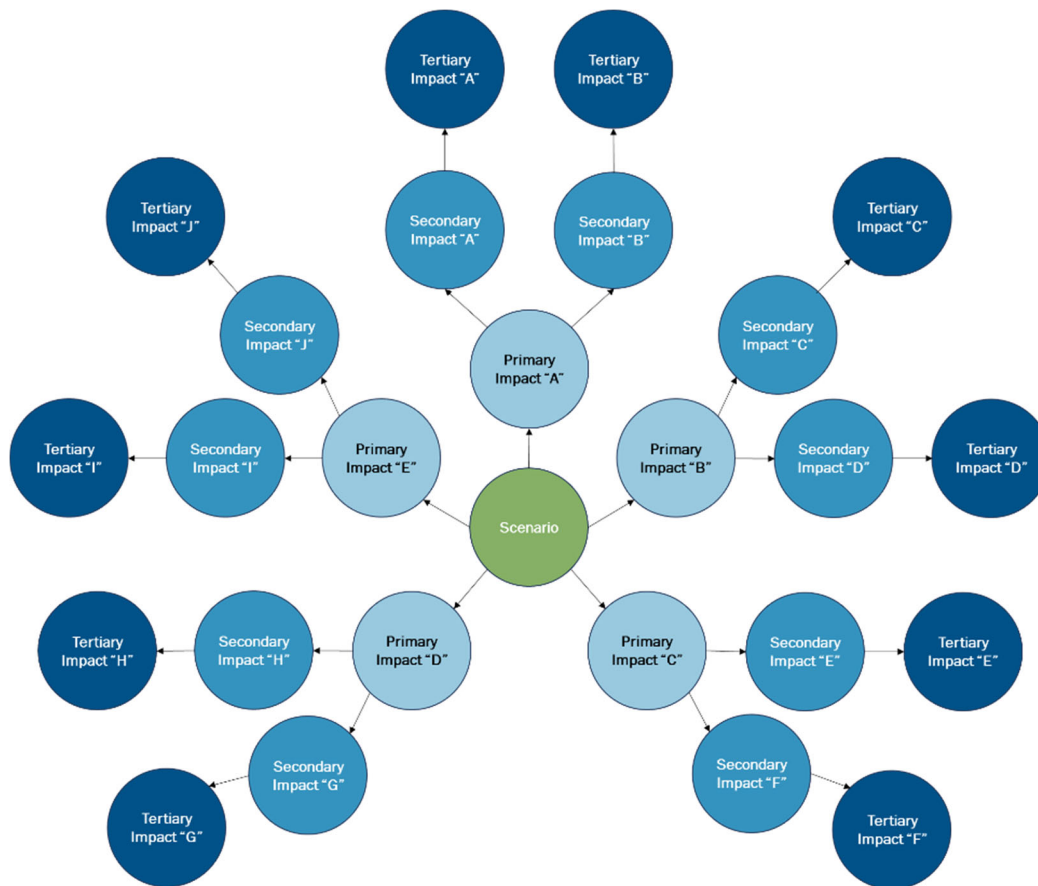 Tertiary
Impact “A”
Tertiary
Impact “B”
Tertiary
Impact “J”
Secondary
Impact “A”
Secondary
Impact “B”
Tertiary
Impact “C”
Secondary
Impact “J”
Primary
Impact “A”
Secondary
Impact “C”
Tertiary
Impact “I”
Secondary
Impact “I”
Primary
Impact “E”
Primary
Impact “B”
Secondary
Impact “D”
Tertiary
Impact “D”
Scenario
Tertiary
Impact “H”
Secondary
Impact “H”
Primary
Impact “D”
Primary
Impact “C”
Secondary
Impact “E”
Tertiary
Impact “E”
Secondary
Impact “G”
Secondary
Impact “F”
Tertiary
Impact “G”
Tertiary
Impact “F”